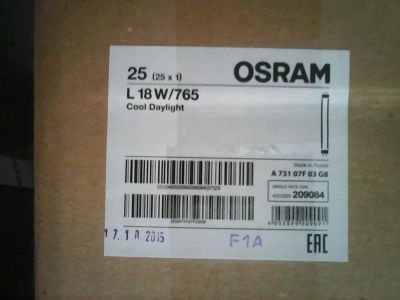 25 (25 x 1)
OSRAM
L 18 W/765
Cool Daylight
Made in Russia
A 731 07F 03 G8
209084
17.10.2015
F1A
EAC